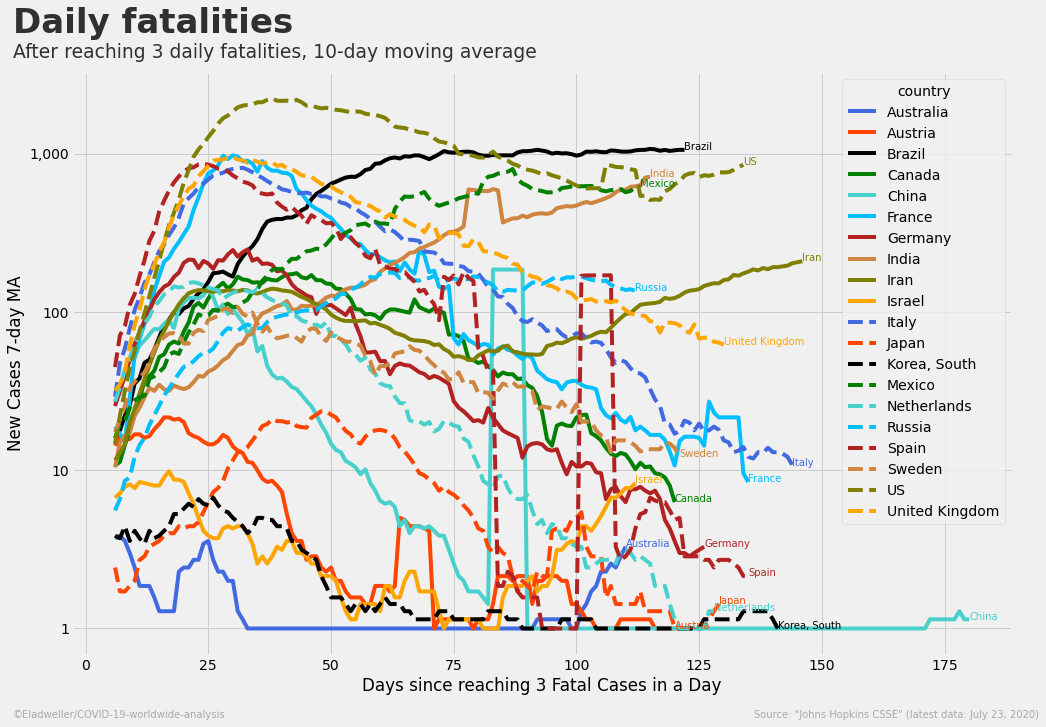 Daily fatalities
After reaching 3 daily fatalities, 10-day moving average
New Cases 7-day MA
1,000
100
10
1
0
25
50
75
100
125
150
175
Days since reaching 3 Fatal Cases in a Day
country
Australia
Austria
Brazil
Canada
China
France
Germany
India
Iran
Israel
Italy
Japan
Korea, South
Mexico
Netherlands
Russia
Spain
Sweden
US
United Kingdom
Brazil
US
India
Mexico
Iran
Russia
United Kingdom
Sweden
Italy
France
Israel
Canada
Australia
Germany
Spain
Japan
Netherlands
China
Austria
Korea, South
©Eladweller/COVID-19-worldwide-analysis
Source: "Johns Hopkins CSSE" (latest data: July 23, 2020)